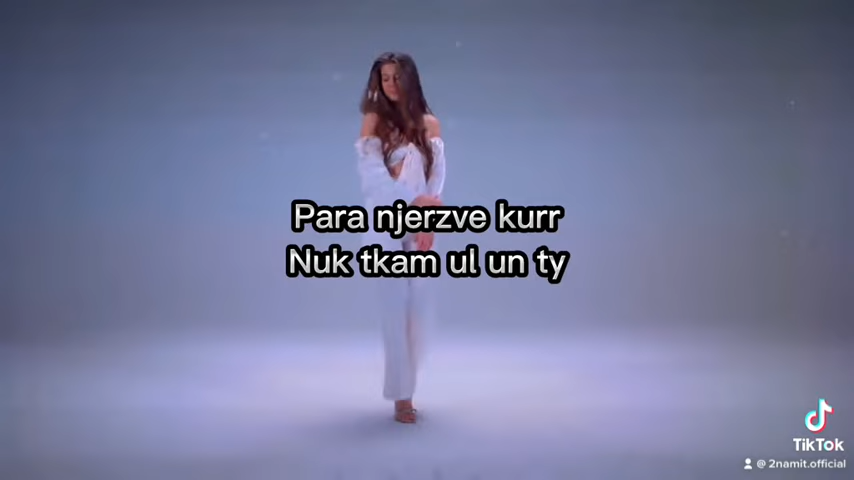 Para njerzve kurr
Nuk tkam ul un ty
TikTok
@ 2namit.official